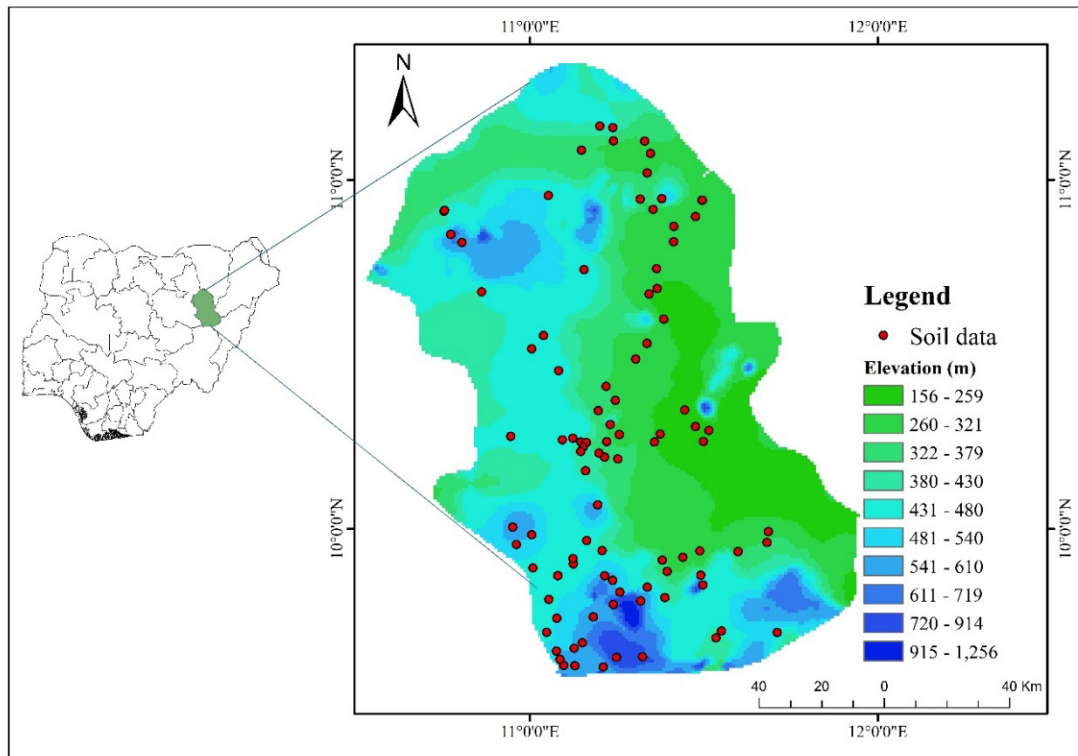 11°0'0"E 12°0'0"E
N
11°0'0"N 11°0'0"N
Legend
Soil data
Elevation (m)
156 - 259
260 - 321
322 - 379
380 - 430
431 - 480
481 - 540
541 - 610
611 - 719
720 - 914
915 - 1,256
10°0'0"N 10°0'0"N
40 20 0 40 Km
11°0'0"E 12°0'0"E